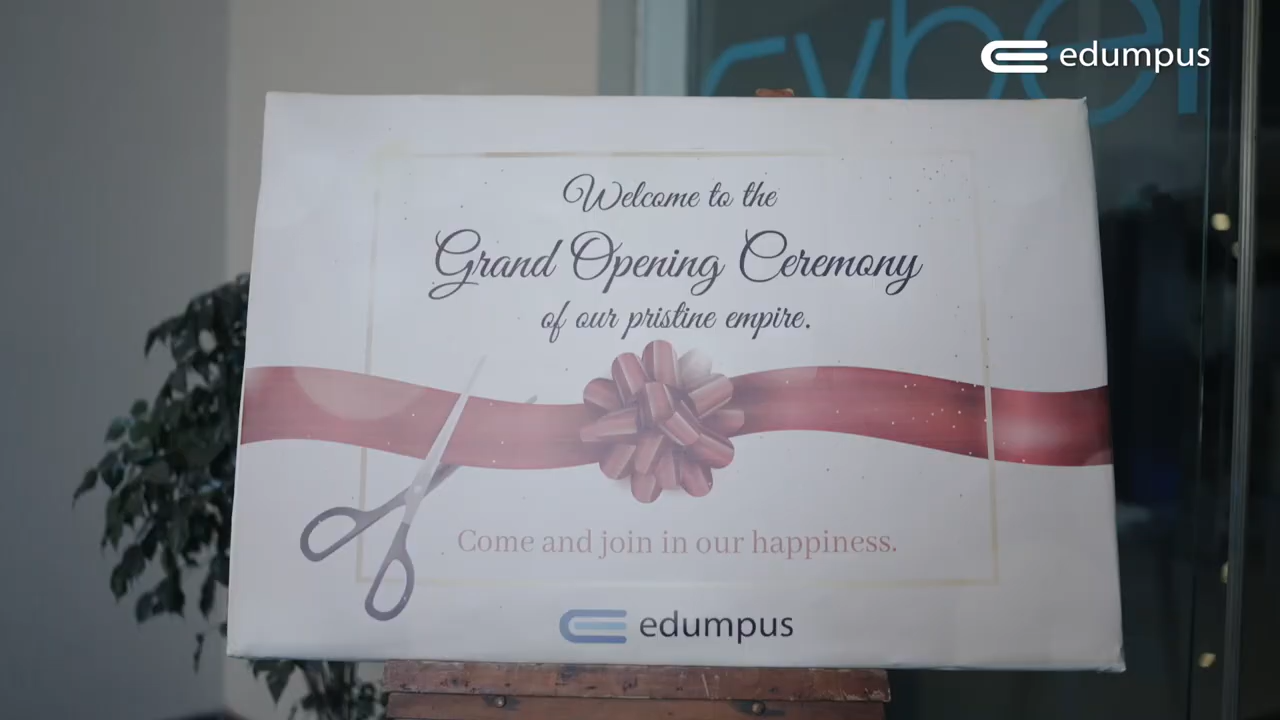 edumpus
Welcome to the
Grand Opening Ceremony
of our pristine empire.
Come and join in our happiness.
edumpus